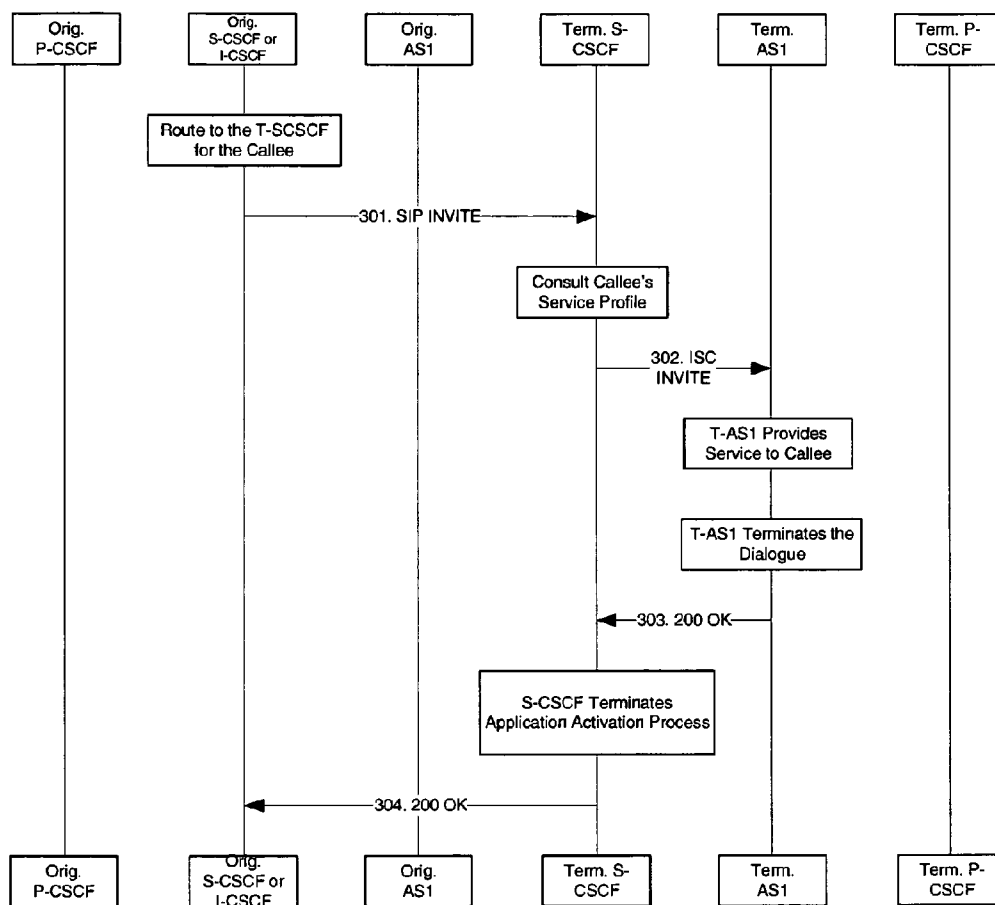 Orig.
P-CSCF
Orig.
S-CSCF or
I-CSCF
Orig.
AS1
Term. S-
CSCF
Term.
AS1
Term. P-
CSCF
Route to the T-SCSCF
for the Callee
301. SIP INVITE
Consult Callee's
Service Profile
302. ISC
INVITE
T-AS1 Provides
Service to Callee
T-AS1 Terminates the
Dialogue
303. 200 OK
S-CSCF Terminates
Application Activation Process
304. 200 OK
Orig.
P-CSCF
Orig.
S-CSCF or
I-CSCF
Orig.
AS1
Term. S-
CSCF
Term.
AS1
Term. P-
CSCF